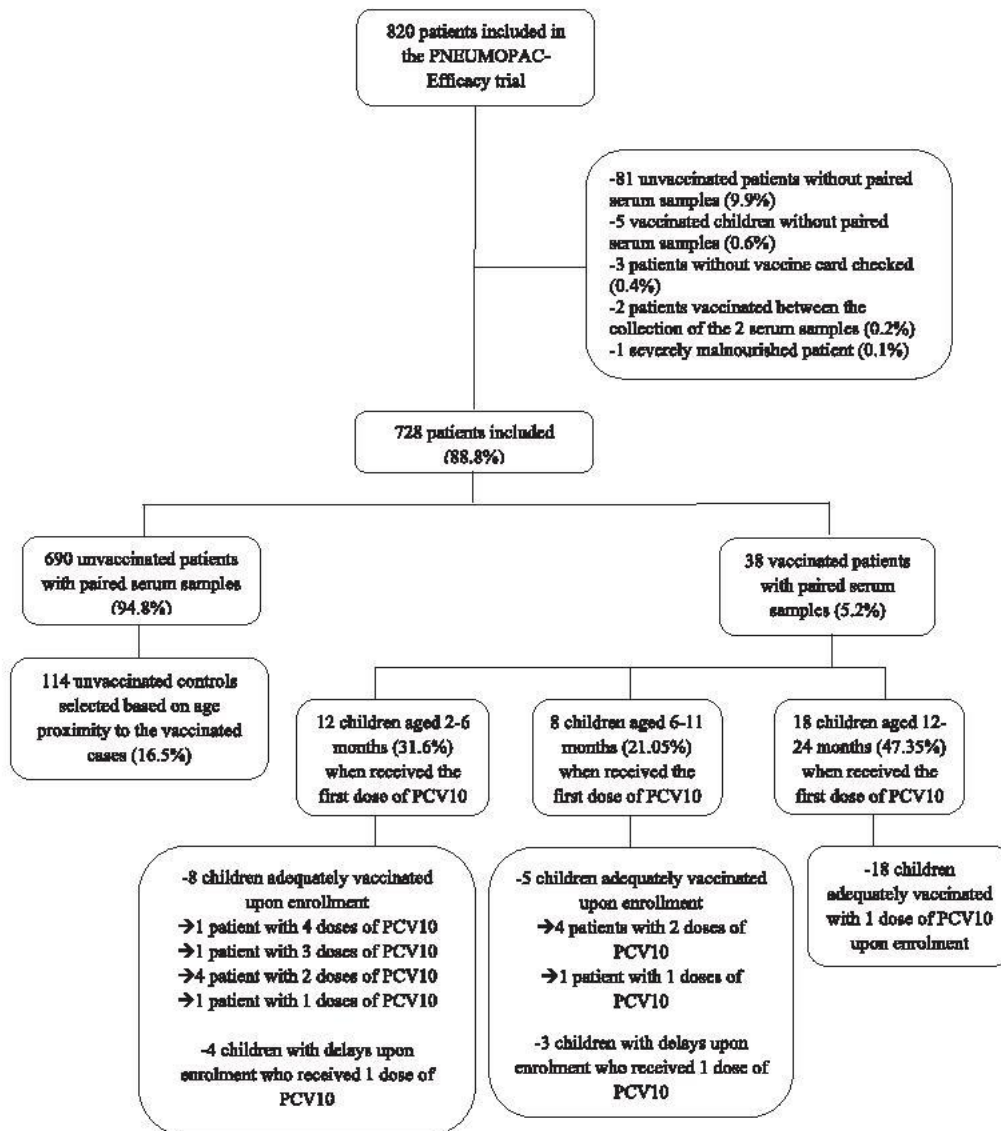 820 patients included in
the PNEUMOPAC-
Efficacy trial
-81 unvaccinated patients without paired
serum samples (9.9%)
-5 vaccinated children without paired
serum samples (0.6%)
-3 patients without vaccine card checked
(0.4%)
-2 patients vaccinated between the
collection of the 2 serum samples (0.2%)
-1 severely malnourished patient (0.1%)
728 patients included
(88.8%)
690 unvaccinated patients
with paired serum samples
(94.8%)
38 vaccinated patients
with paired serum
samples (5.2%)
114 unvaccinated controls
selected based on age
proximity to the vaccinated
cases (16.5%)
12 children aged 2-6
months (31.6%)
when received the
first dose of PCV10
8 children aged 6-11
months (21.05%)
when received the
first dose of PCV10
18 children aged 12-
24 months (47.35%)
when received the
first dose of PCV10
-8 children adequately vaccinated
upon enrollment
→1 patient with 4 doses of PCV10
→1 patient with 3 doses of PCV10
→4 patient with 2 doses of PCV10
→1 patient with 1 doses of PCV10
-4 children with delays upon
enrolment who received 1 dose of
PCV10
-5 children adequately vaccinated
upon enrollment
→4 patients with 2 doses of
PCV10
→1 patient with 1 doses of
PCV10
-3 children with delays upon
enrolment who received 1 dose of
PCV10
-18 children
adequately vaccinated
with 1 dose of PCV10
upon enrolment